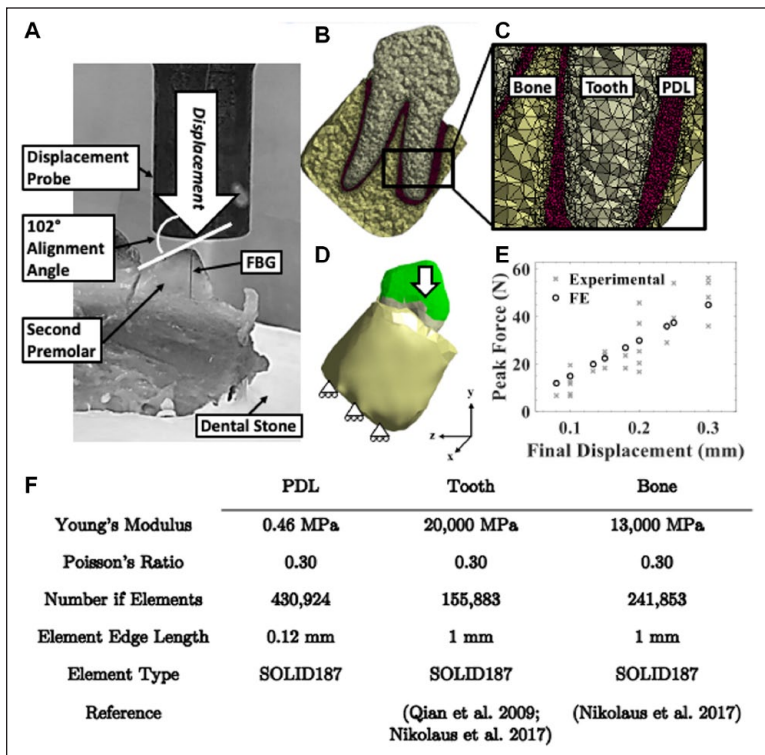 A
Displacement
Displacement
Probe
102°
Alignment
Angle
FBG
Second
Premolar
Dental Stone
B
C
Bone
Tooth
PDL
D
y
z
x
E
Peak Force (N)
60
40
20
0
× Experimental
○ FE
0.1 0.2 0.3
Final Displacement (mm)
F
PDL Tooth Bone
Young's Modulus 0.46 MPa 20,000 MPa 13,000 MPa
Poisson's Ratio 0.30 0.30 0.30
Number if Elements 430,924 155,883 241,853
Element Edge Length 0.12 mm 1 mm 1 mm
Element Type SOLID187 SOLID187 SOLID187
Reference (Qian et al. 2009; (Nikolaus et al. 2017)
Nikolaus et al. 2017)